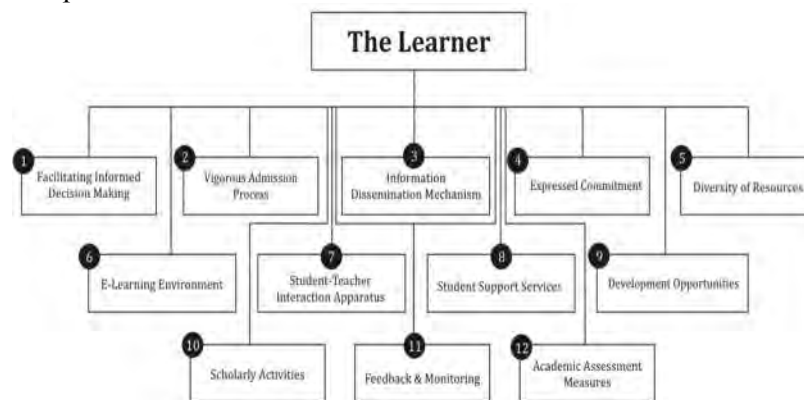 The Learner
1
Facilitating Informed
Decision Making
2
Vigorous Admission
Process
3
Information
Dissemination Mechanism
4
Expressed Commitment
5
Diversity of Resources
6
E-Learning Environment
7
Student-Teacher
Interaction Apparatus
8
Student Support Services
9
Development Opportunities
10
Scholarly Activities
11
Feedback & Monitoring
12
Academic Assessment
Measures